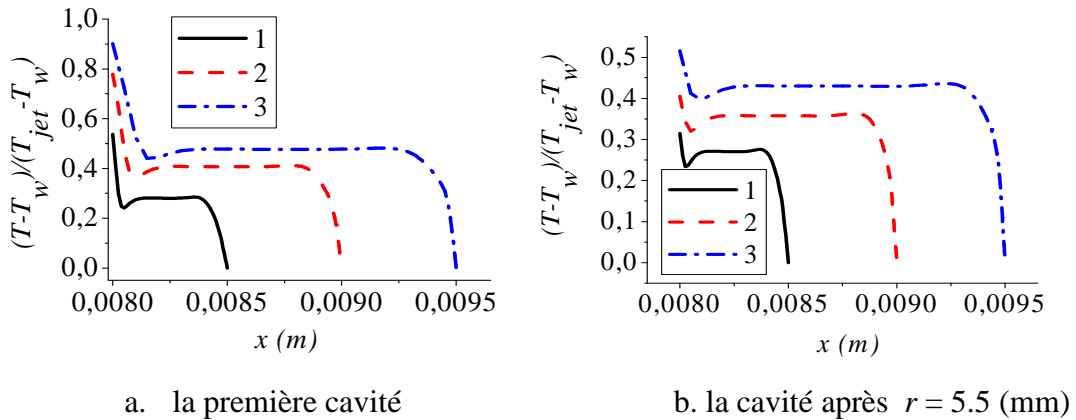 (T-T_w)/(T_jet-T_w)
1,0
0,8
0,6
0,4
0,2
0,0
1
2
3
0,0080 0,0085 0,0090 0,0095
x (m)
a. la première cavité
(T-T_w)/(T_jet-T_w)
0,5
0,4
0,3
0,2
0,1
0,0
1
2
3
0,0080 0,0085 0,0090 0,0095
x (m)
b. la cavité après r = 5.5 (mm)